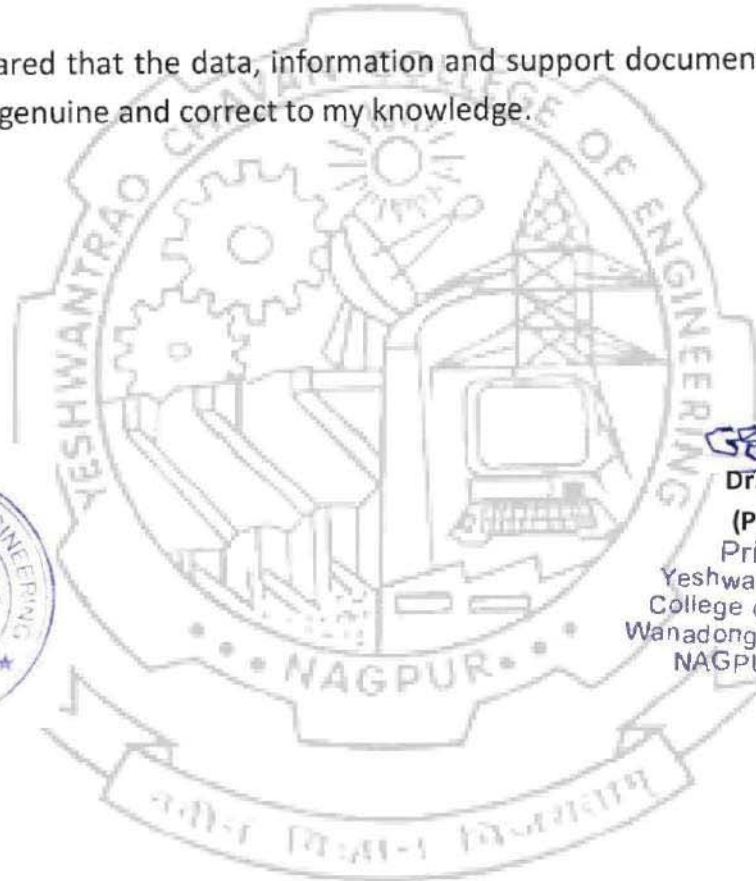 ared that the data, information and support documen
genuine and correct to my knowledge.
YESHWANTRAO CHAVAN COLLEGE OF ENGINEERING
NAGPUR
Dr
(P
Pri
Yeshwa
College
Wanadong
NAGPU
NEERING